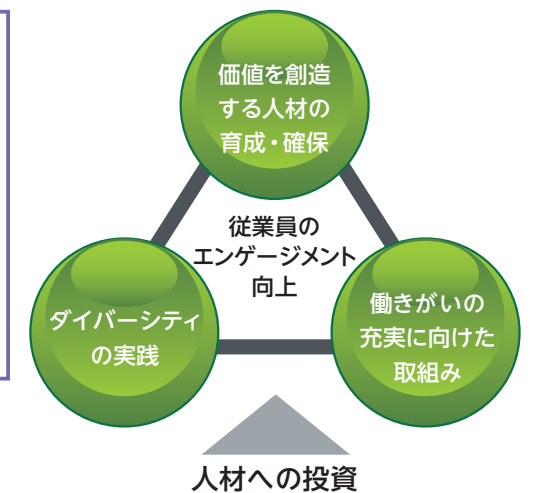 価値を創造
する人材の
育成・確保
従業員の
エンゲージメント
向上
ダイバーシティ
の実践
働きがいの
充実に向けた
取組み
人材への投資